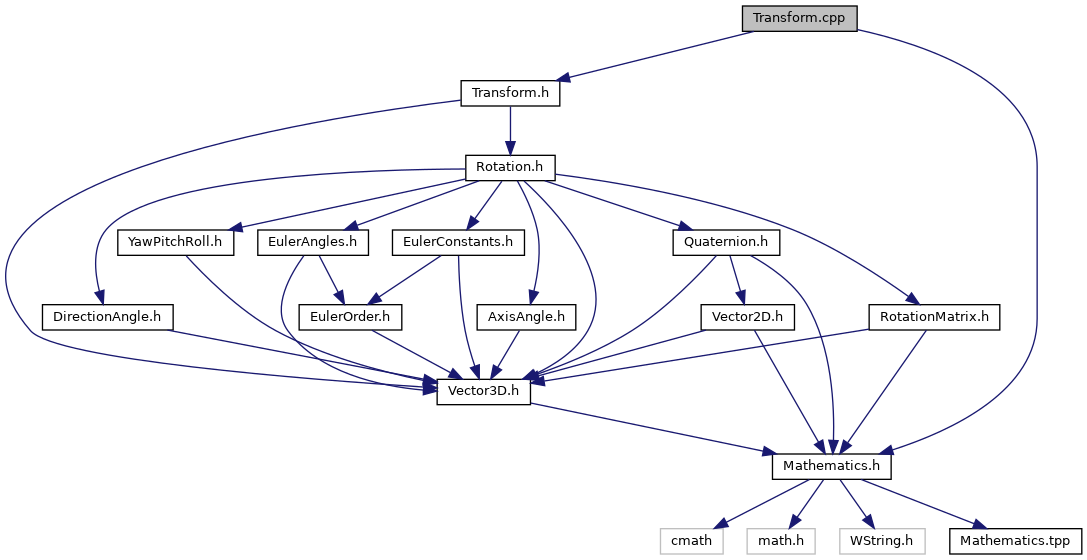 Transform.cpp
Transform.h
Rotation.h
YawPitchRoll.h
EulerAngles.h
EulerConstants.h
Quaternion.h
DirectionAngle.h
EulerOrder.h
AxisAngle.h
Vector2D.h
RotationMatrix.h
Vector3D.h
Mathematics.h
cmath
math.h
WString.h
Mathematics.tpp